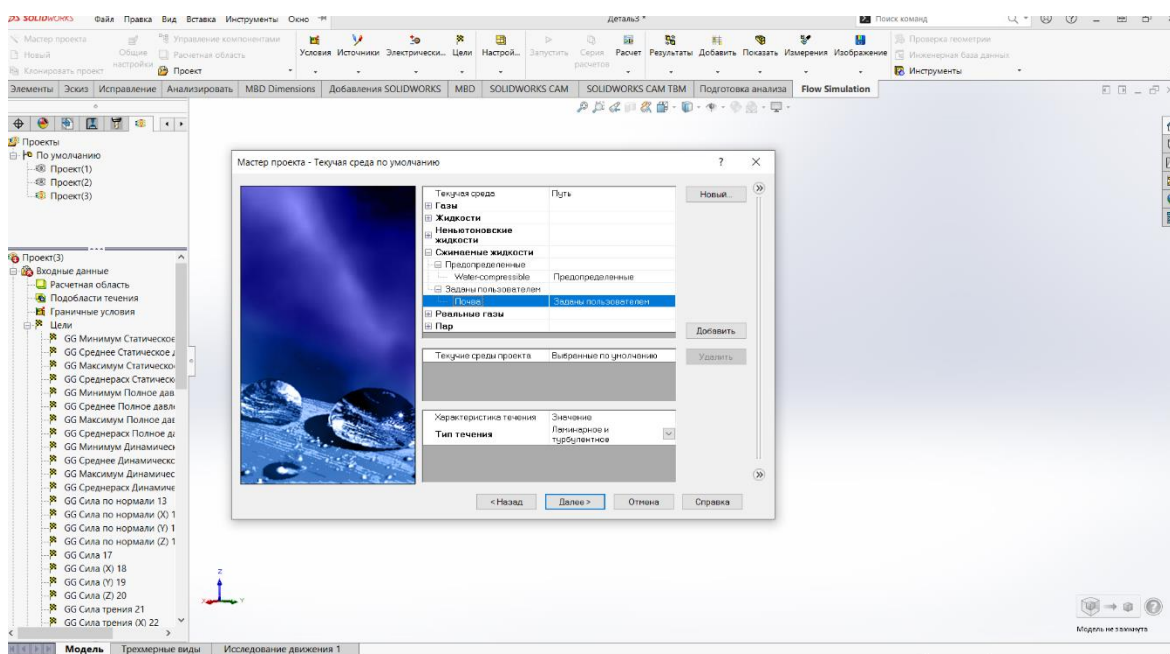 SOLIDWORKS Файл Правка Вид Вставка Инструменты Окно Деталь3 * Поиск команд
Мастер проекта Управление компонентами Проверка геометрии
Новый Общие настройки Расчетная область Условия Источники Электрически... Цели Настрой... Запустить Серия расчетов Расчет Результаты Добавить Показать Измерения Изображение Инженерная база данных
Клонировать проект Проект Инструменты
Элементы Эскиз Исправление Анализировать MBD Dimensions Добавления SOLIDWORKS MBD SOLIDWORKS CAM SOLIDWORKS CAM TBM Подготовка анализа Flow Simulation
Проекты
По умолчанию
Проект(1)
Проект(2)
Проект(3)
Проект(3)
Входные данные
Расчетная область
Подобласти течения
Граничные условия
Цели
GG Минимум Статическое
GG Среднее Статическое
GG Максимум Статическо
GG Среднерасх Статическ
GG Минимум Полное дав
GG Среднее Полное давл
GG Максимум Полное дав
GG Среднерасх Полное д
GG Минимум Динамическ
GG Среднее Динамическ
GG Максимум Динамичес
GG Среднерасх Динамиче
GG Сила по нормали 13
GG Сила по нормали (X) 1
GG Сила по нормали (Y) 1
GG Сила по нормали (Z) 1
GG Сила 17
GG Сила (X) 18
GG Сила (Y) 19
GG Сила (Z) 20
GG Сила трения 21
GG Сила трения (X) 22
Мастер проекта - Текучая среда по умолчанию ? ×
Текучая среда Путь Новый...
Газы
Жидкости
Неньютоновские
жидкости
Сжимаемые жидкости
Предопределенные
Water-compressible Предопределенные
Заданы пользователем
Почва Заданы пользователем
Реальные газы
Пар Добавить
Текучие среды проекта Выбранные по умолчанию Удалить
Характеристика течения Значение
Тип течения Ламинарное и
турбулентное
< Назад Далее > Отмена Справка
Z
X Y
Модель не замкнута
Модель Трехмерные виды Исследование движения 1